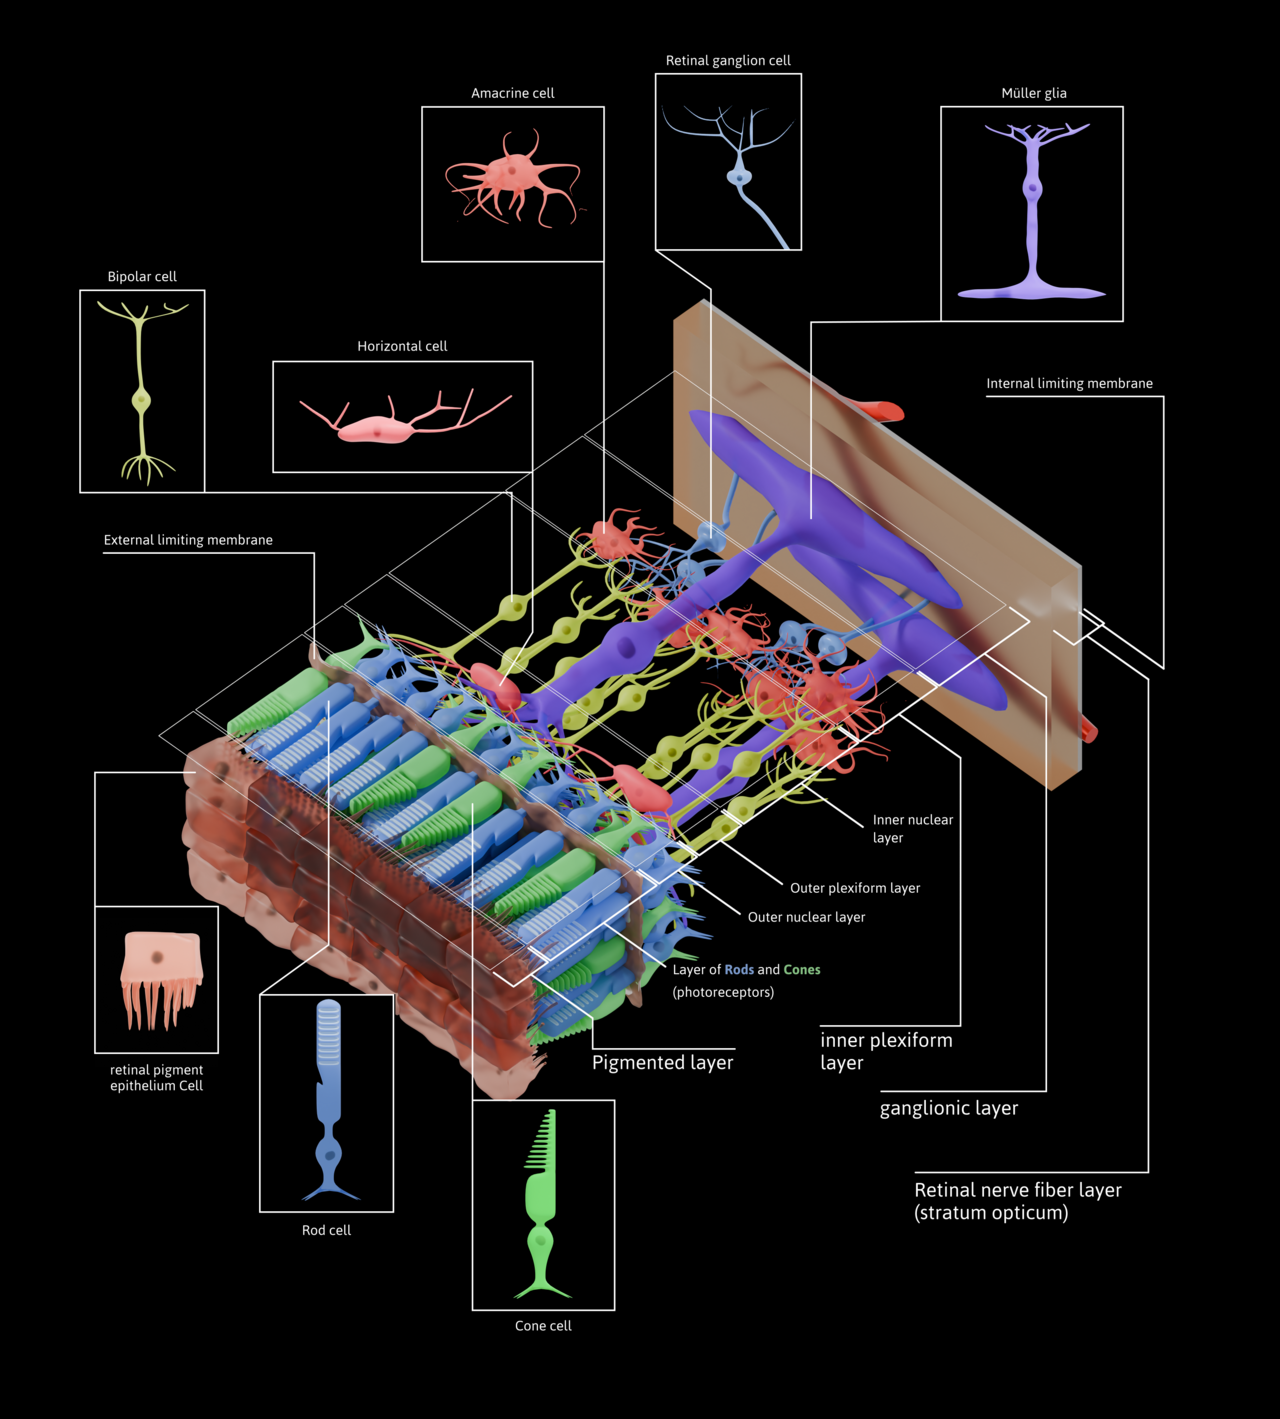 Retinal ganglion cell
Amacrine cell
Müller glia
Bipolar cell
Horizontal cell
Internal limiting membrane
External limiting membrane
Inner nuclear
layer
Outer plexiform layer
Outer nuclear layer
Layer of Rods and Cones
(photoreceptors)
Pigmented layer
inner plexiform
layer
retinal pigment
epithelium Cell
ganglionic layer
Retinal nerve fiber layer
(stratum opticum)
Rod cell
Cone cell